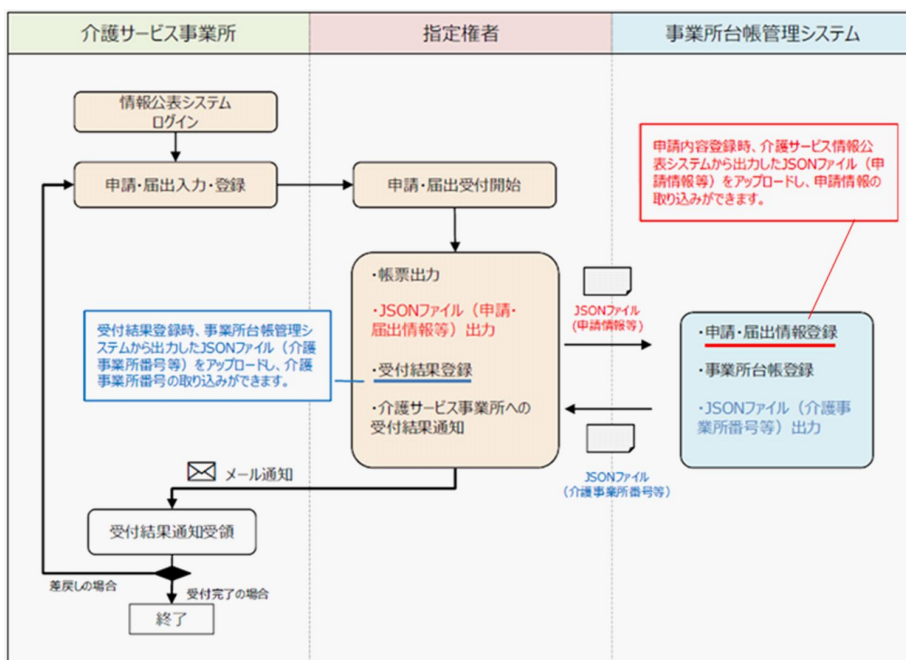 介護サービス事業所
指定権者
事業所台帳管理システム
情報公表システム
ログイン
申請・届出入力・登録
申請・届出受付開始
申請内容登録時、介護サービス情報公
表システムから出力したJSONファイル（申
請情報等）をアップロードし、申請情報の
取り込みができます。
・帳票出力
・JSONファイル（申請・
届出情報等）出力
・受付結果登録
・介護サービス事業所への
受付結果通知
JSONファイル
(申請情報等)
・申請・届出情報登録
・事業所台帳登録
・JSONファイル（介護事
業所番号等）出力
受付結果登録時、事業所台帳管理シ
ステムから出力したJSONファイル（介護
事業所番号等）をアップロードし、介護
事業所番号の取り込みができます。
JSONファイル
(介護事業所番号等)
メール通知
受付結果通知受領
差戻しの場合
受付完了の場合
終了